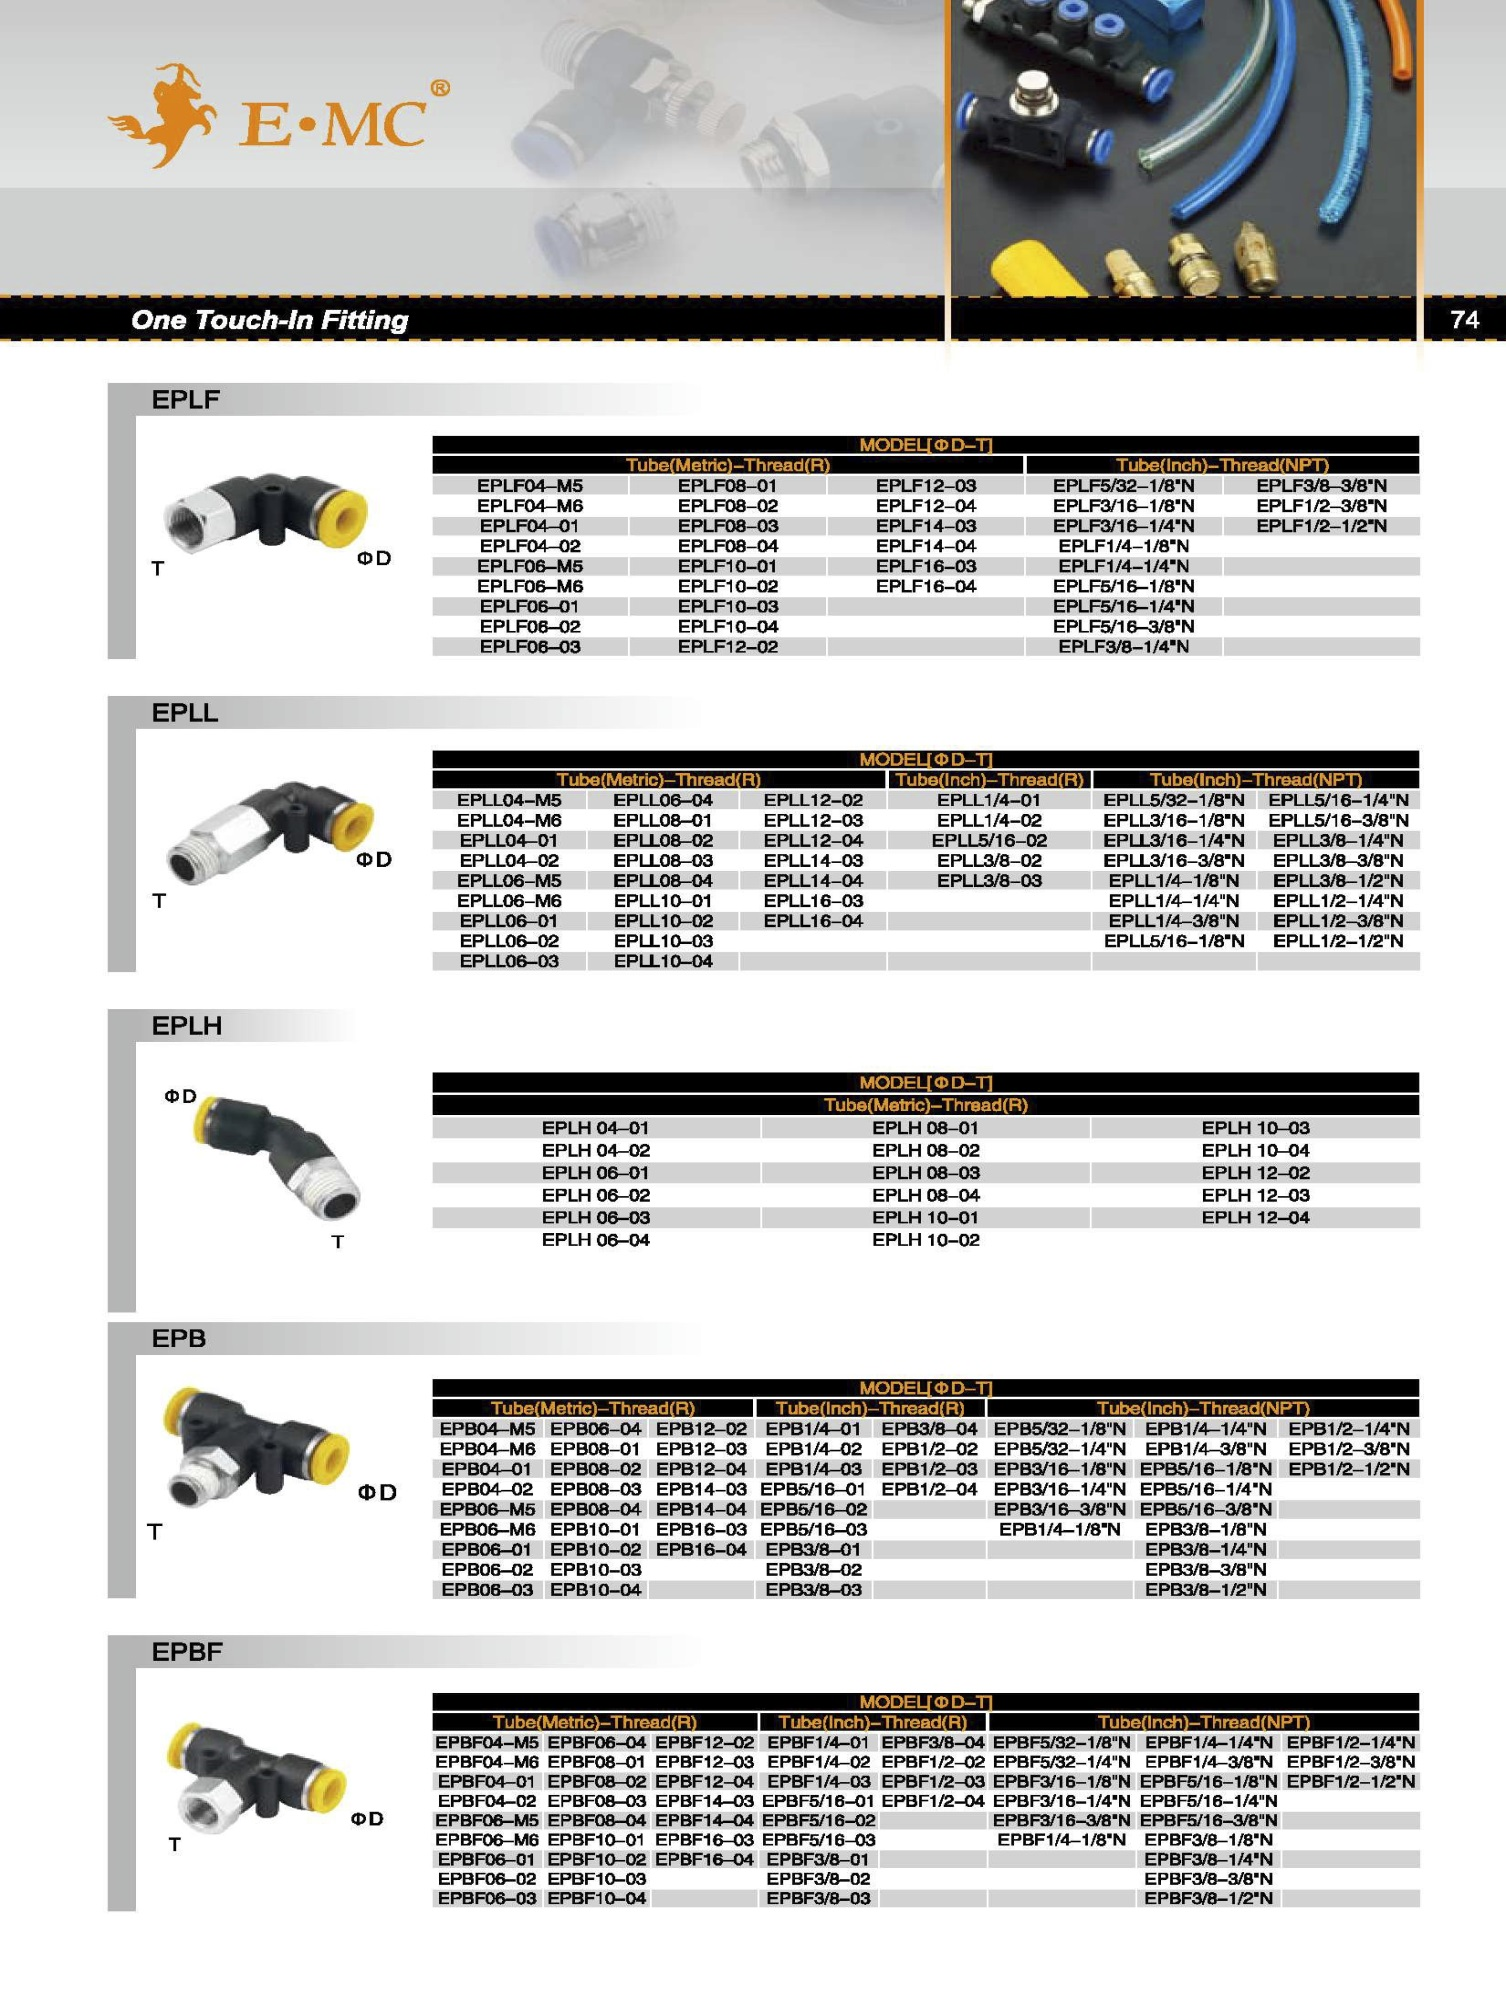 E•MC®
One Touch-In Fitting
74
EPLF
T
ΦD
MODEL[ΦD–T]
Tube(Metric)–Thread(R) Tube(Inch)–Thread(NPT)
EPLF04–M5 EPLF08–01 EPLF12–03 EPLF5/32–1/8"N EPLF3/8–3/8"N
EPLF04–M6 EPLF08–02 EPLF12–04 EPLF3/16–1/8"N EPLF1/2–3/8"N
EPLF04–01 EPLF08–03 EPLF14–03 EPLF3/16–1/4"N EPLF1/2–1/2"N
EPLF04–02 EPLF08–04 EPLF14–04 EPLF1/4–1/8"N
EPLF06–M5 EPLF10–01 EPLF16–03 EPLF1/4–1/4"N
EPLF06–M6 EPLF10–02 EPLF16–04 EPLF5/16–1/8"N
EPLF06–01 EPLF10–03 EPLF5/16–1/4"N
EPLF06–02 EPLF10–04 EPLF5/16–3/8"N
EPLF06–03 EPLF12–02 EPLF3/8–1/4"N
EPLL
ΦD
T
MODEL[ΦD–T]
Tube(Metric)–Thread(R) Tube(Inch)–Thread(R) Tube(Inch)–Thread(NPT)
EPLL04–M5 EPLL06–04 EPLL12–02 EPLL1/4–01 EPLL5/32–1/8"N EPLL5/16–1/4"N
EPLL04–M6 EPLL08–01 EPLL12–03 EPLL1/4–02 EPLL3/16–1/8"N EPLL5/16–3/8"N
EPLL04–01 EPLL08–02 EPLL12–04 EPLL5/16–02 EPLL3/16–1/4"N EPLL3/8–1/4"N
EPLL04–02 EPLL08–03 EPLL14–03 EPLL3/8–02 EPLL3/16–3/8"N EPLL3/8–3/8"N
EPLL06–M5 EPLL08–04 EPLL14–04 EPLL3/8–03 EPLL1/4–1/8"N EPLL3/8–1/2"N
EPLL06–M6 EPLL10–01 EPLL16–03 EPLL1/4–1/4"N EPLL1/2–1/4"N
EPLL06–01 EPLL10–02 EPLL16–04 EPLL1/4–3/8"N EPLL1/2–3/8"N
EPLL06–02 EPLL10–03 EPLL5/16–1/8"N EPLL1/2–1/2"N
EPLL06–03 EPLL10–04
EPLH
ΦD
T
MODEL[ΦD–T]
Tube(Metric)–Thread(R)
EPLH 04–01 EPLH 08–01 EPLH 10–03
EPLH 04–02 EPLH 08–02 EPLH 10–04
EPLH 06–01 EPLH 08–03 EPLH 12–02
EPLH 06–02 EPLH 08–04 EPLH 12–03
EPLH 06–03 EPLH 10–01 EPLH 12–04
EPLH 06–04 EPLH 10–02
EPB
ΦD
T
MODEL[ΦD–T]
Tube(Metric)–Thread(R) Tube(Inch)–Thread(R) Tube(Inch)–Thread(NPT)
EPB04–M5 EPB06–04 EPB12–02 EPB1/4–01 EPB3/8–04 EPB5/32–1/8"N EPB1/4–1/4"N EPB1/2–1/4"N
EPB04–M6 EPB08–01 EPB12–03 EPB1/4–02 EPB1/2–02 EPB5/32–1/4"N EPB1/4–3/8"N EPB1/2–3/8"N
EPB04–01 EPB08–02 EPB12–04 EPB1/4–03 EPB1/2–03 EPB3/16–1/8"N EPB5/16–1/8"N EPB1/2–1/2"N
EPB04–02 EPB08–03 EPB14–03 EPB5/16–01 EPB1/2–04 EPB3/16–1/4"N EPB5/16–1/4"N
EPB06–M5 EPB08–04 EPB14–04 EPB5/16–02 EPB3/16–3/8"N EPB5/16–3/8"N
EPB06–M6 EPB10–01 EPB16–03 EPB5/16–03 EPB1/4–1/8"N EPB3/8–1/8"N
EPB06–01 EPB10–02 EPB16–04 EPB3/8–01 EPB3/8–1/4"N
EPB06–02 EPB10–03 EPB3/8–02 EPB3/8–3/8"N
EPB06–03 EPB10–04 EPB3/8–03 EPB3/8–1/2"N
EPBF
ΦD
T
MODEL[ΦD–T]
Tube(Metric)–Thread(R) Tube(Inch)–Thread(R) Tube(Inch)–Thread(NPT)
EPBF04–M5 EPBF06–04 EPBF12–02 EPBF1/4–01 EPBF3/8–04 EPBF5/32–1/8"N EPBF1/4–1/4"N EPBF1/2–1/4"N
EPBF04–M6 EPBF08–01 EPBF12–03 EPBF1/4–02 EPBF1/2–02 EPBF5/32–1/4"N EPBF1/4–3/8"N EPBF1/2–3/8"N
EPBF04–01 EPBF08–02 EPBF12–04 EPBF1/4–03 EPBF1/2–03 EPBF3/16–1/8"N EPBF5/16–1/8"N EPBF1/2–1/2"N
EPBF04–02 EPBF08–03 EPBF14–03 EPBF5/16–01 EPBF1/2–04 EPBF3/16–1/4"N EPBF5/16–1/4"N
EPBF06–M5 EPBF08–04 EPBF14–04 EPBF5/16–02 EPBF3/16–3/8"N EPBF5/16–3/8"N
EPBF06–M6 EPBF10–01 EPBF16–03 EPBF5/16–03 EPBF1/4–1/8"N EPBF3/8–1/8"N
EPBF06–01 EPBF10–02 EPBF16–04 EPBF3/8–01 EPBF3/8–1/4"N
EPBF06–02 EPBF10–03 EPBF3/8–02 EPBF3/8–3/8"N
EPBF06–03 EPBF10–04 EPBF3/8–03 EPBF3/8–1/2"N